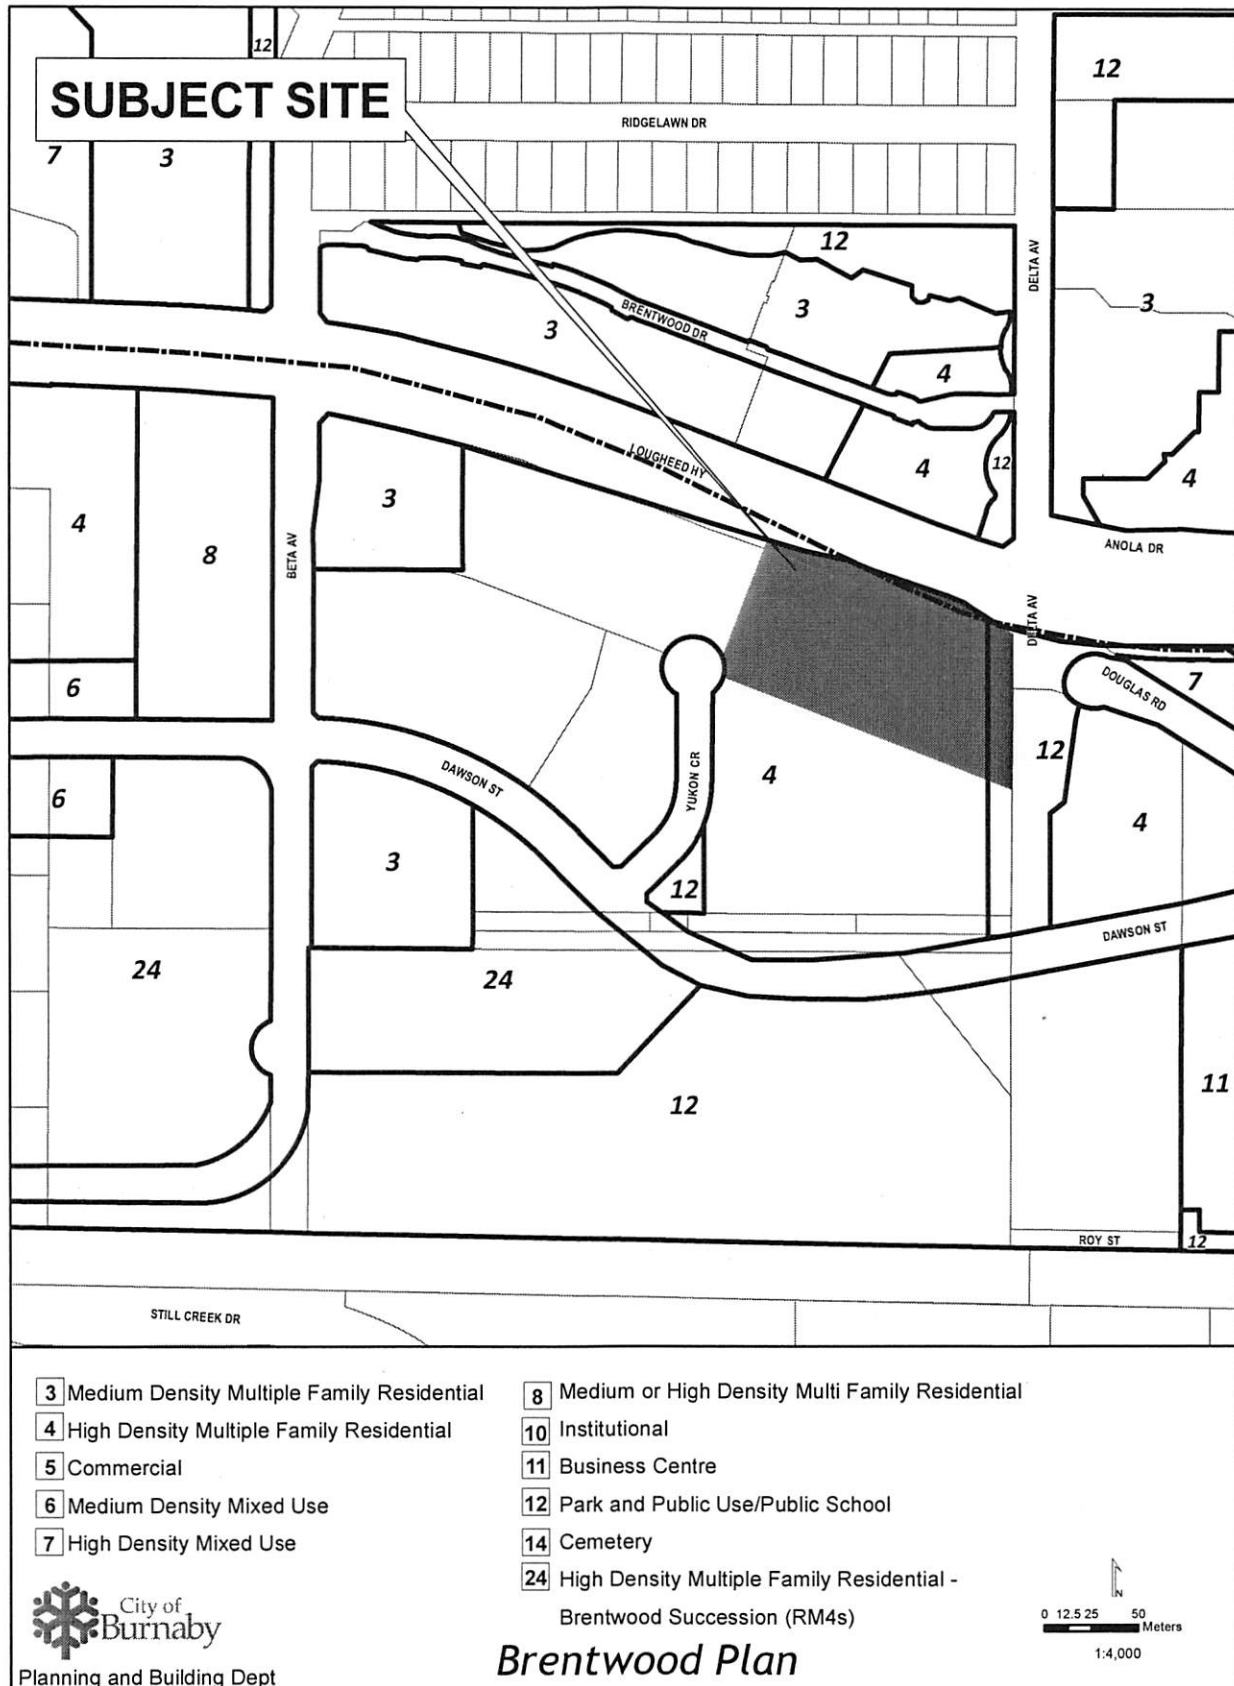 12
SUBJECT SITE
12
RIDGELAWN DR
7
3
12
DELTA AV
3
BRENTWOOD DR
3
3
4
LOUGHEED HY
4
12
4
3
4
8
BETA AV
ANOLA DR
DELTA AV
6
DOUGLAS RD
7
12
YUKON CR
4
DAWSON ST
6
4
3
12
DAWSON ST
24
24
12
11
ROY ST
12
STILL CREEK DR
3 Medium Density Multiple Family Residential
4 High Density Multiple Family Residential
5 Commercial
6 Medium Density Mixed Use
7 High Density Mixed Use
8 Medium or High Density Multi Family Residential
10 Institutional
11 Business Centre
12 Park and Public Use/Public School
14 Cemetery
24 High Density Multiple Family Residential -
Brentwood Succession (RM4s)
City of
Burnaby
Planning and Building Dept
Brentwood Plan
N
0 12.5 25 50
Meters
1:4,000